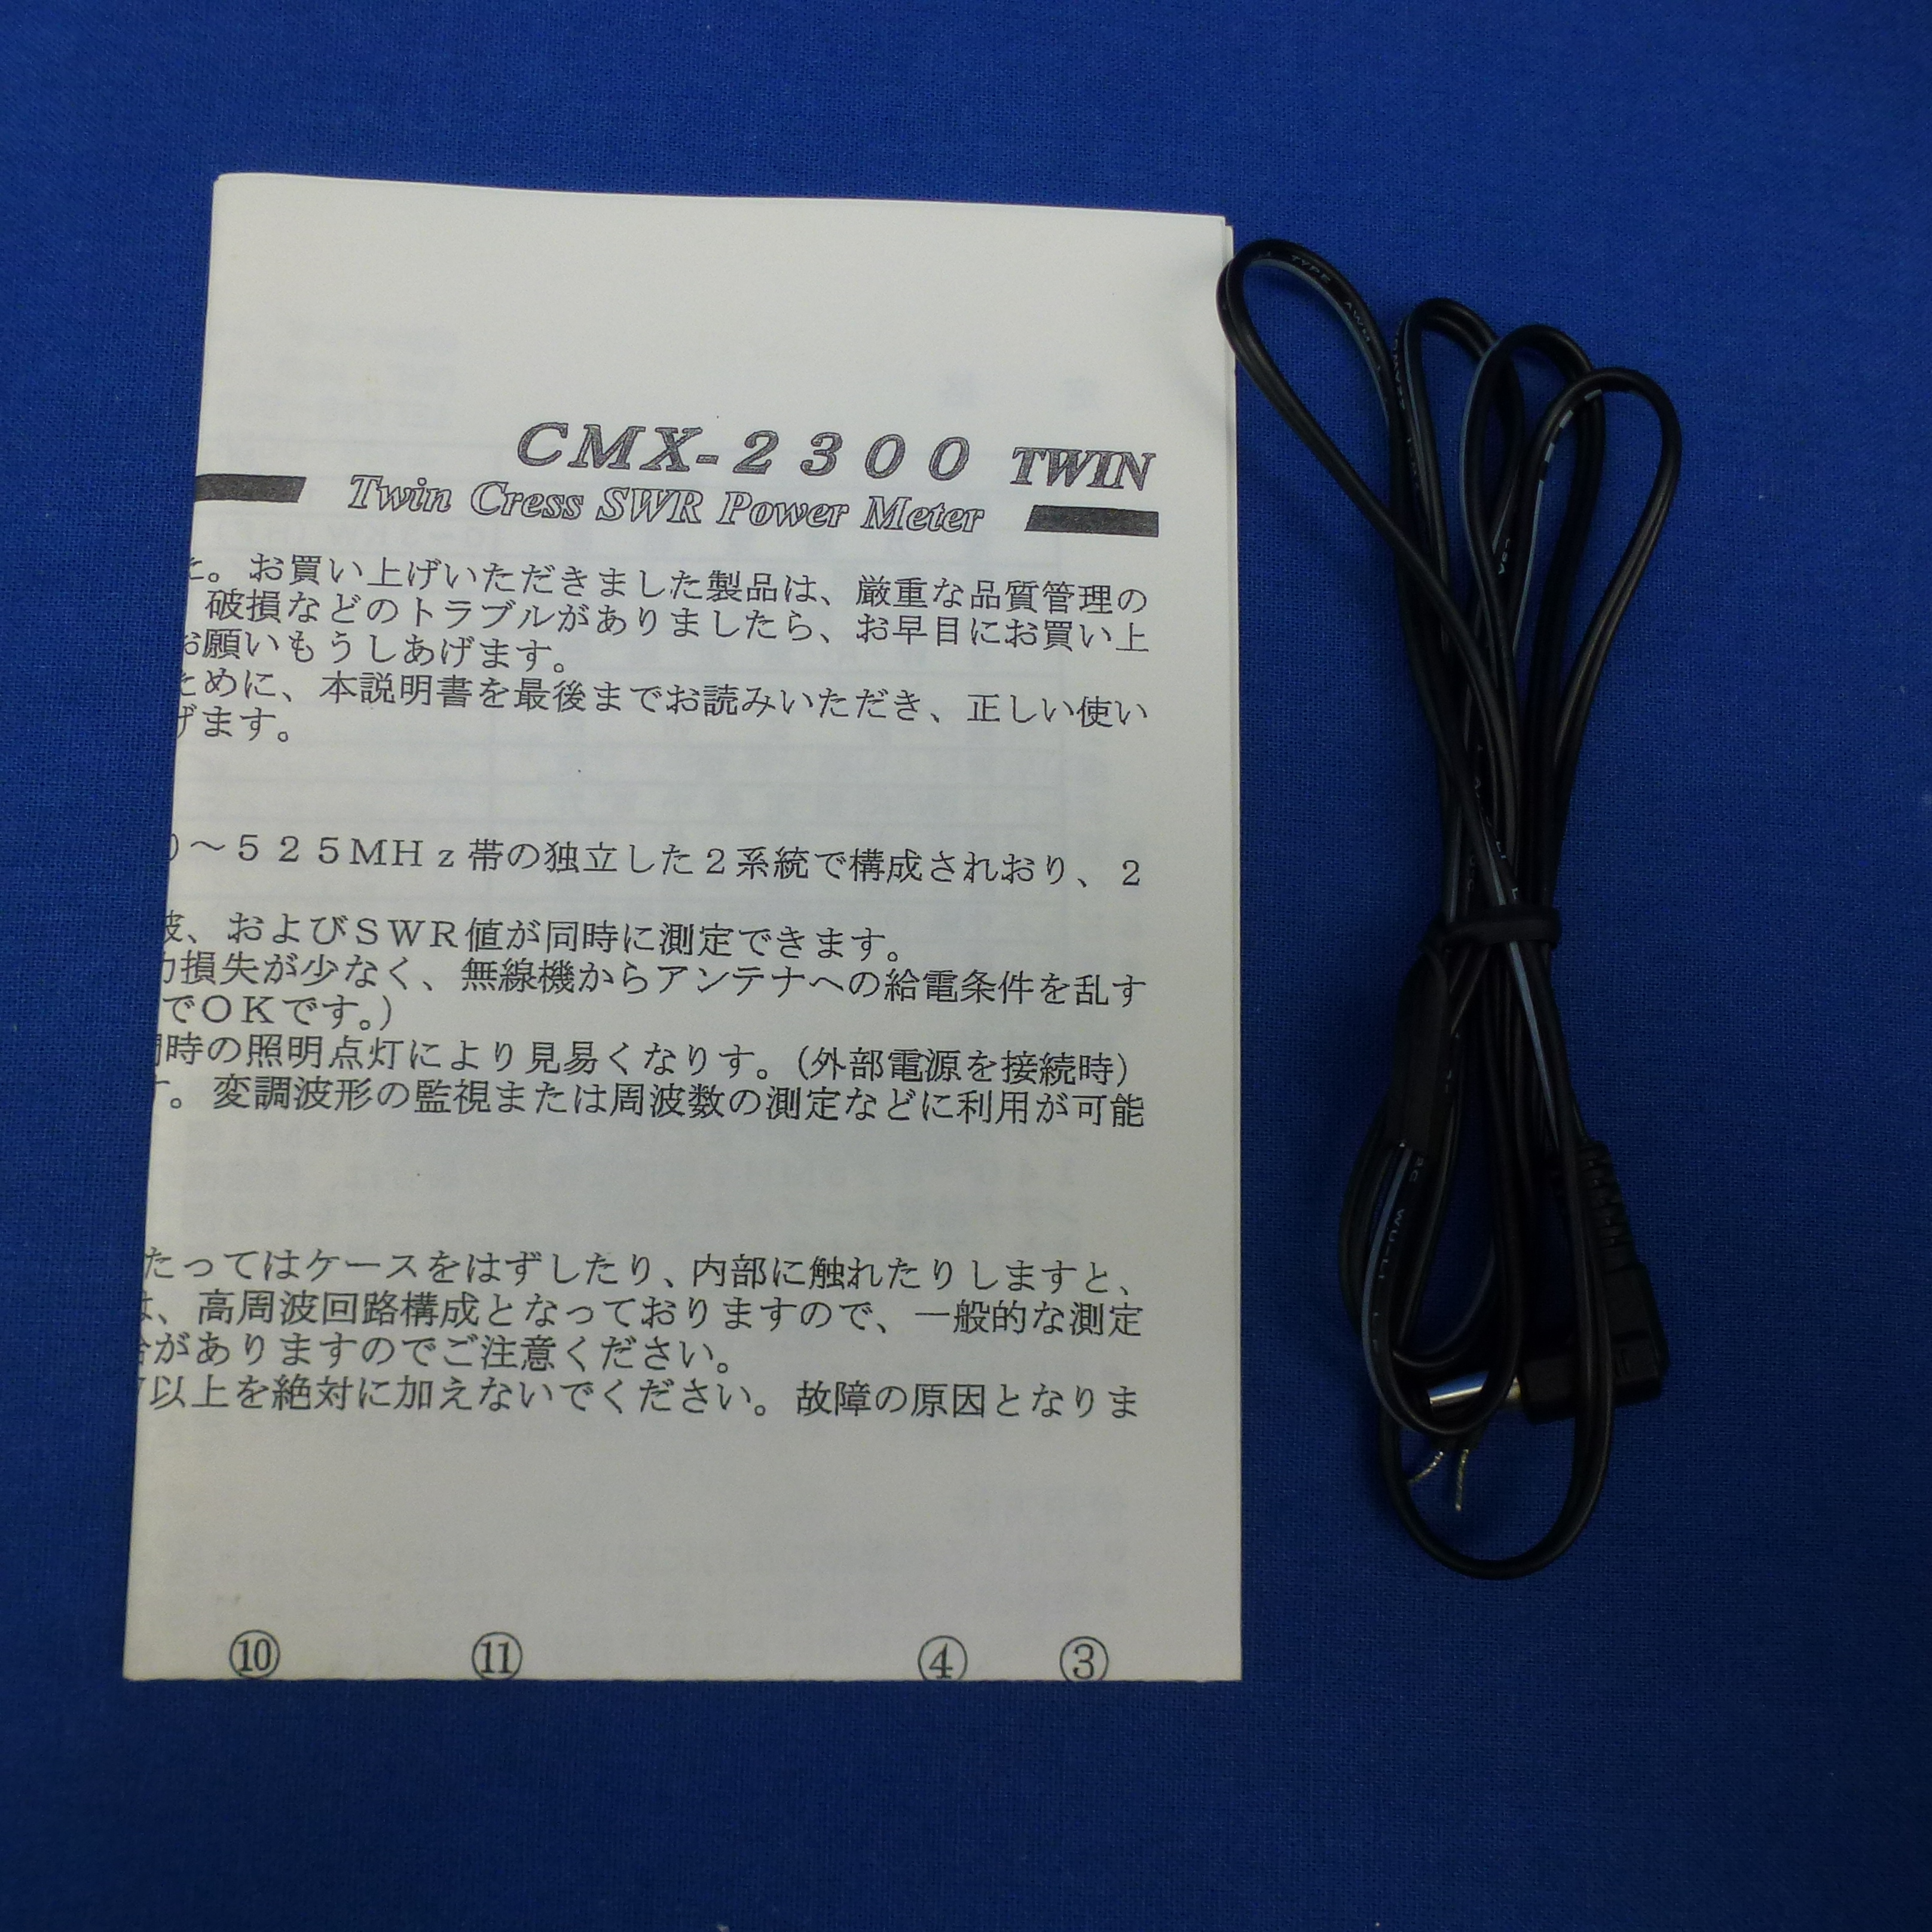 CMX-2300 TWIN
Twin Cress SWR Power Meter
た。お買い上げいただきました製品は、厳重な品質管理の
破損などのトラブルがありましたら、お早目にお買い上
お願いもうしあげます。
ために、本説明書を最後までお読みいただき、正しい使い
げます。
0～525MHz帯の独立した2系統で構成されおり、2
波、およびSWR値が同時に測定できます。
力損失が少なく、無線機からアンテナへの給電条件を乱す
でOKです。)
時の照明点灯により見易くなりす。(外部電源を接続時)
す。変調波形の監視または周波数の測定などに利用が可能
たってはケースをはずしたり、内部に触れたりしますと、
は、高周波回路構成となっておりますので、一般的な測定
合がありますのでご注意ください。
以上を絶対に加えないでください。故障の原因となりま
⑩ ⑪ ④ ③
TYPE AWM